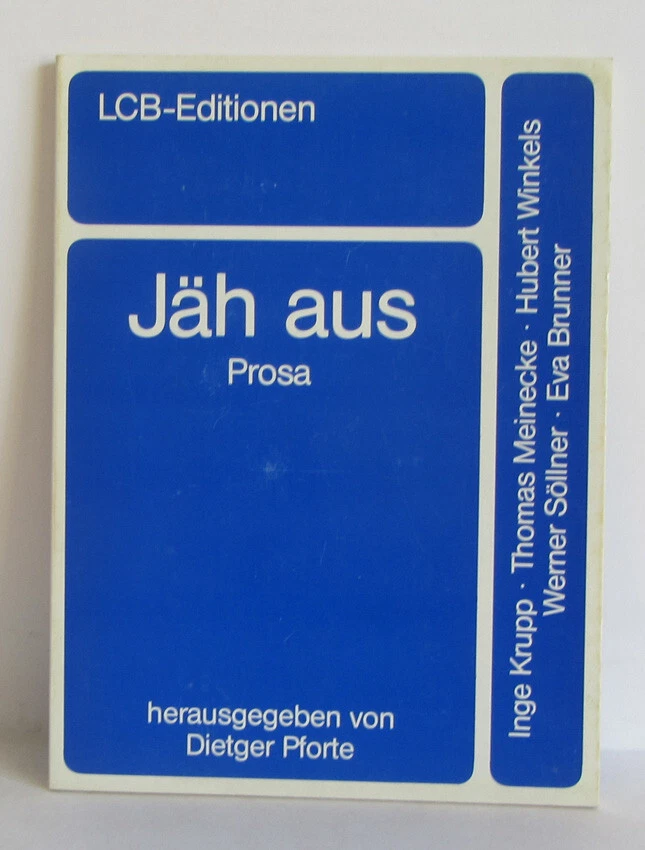 LCB-Editionen
Jäh aus
Prosa
herausgegeben von
Dietger Pforte
Inge Krupp · Thomas Meinecke · Hubert Winkels
Werner Söllner · Eva Brunner